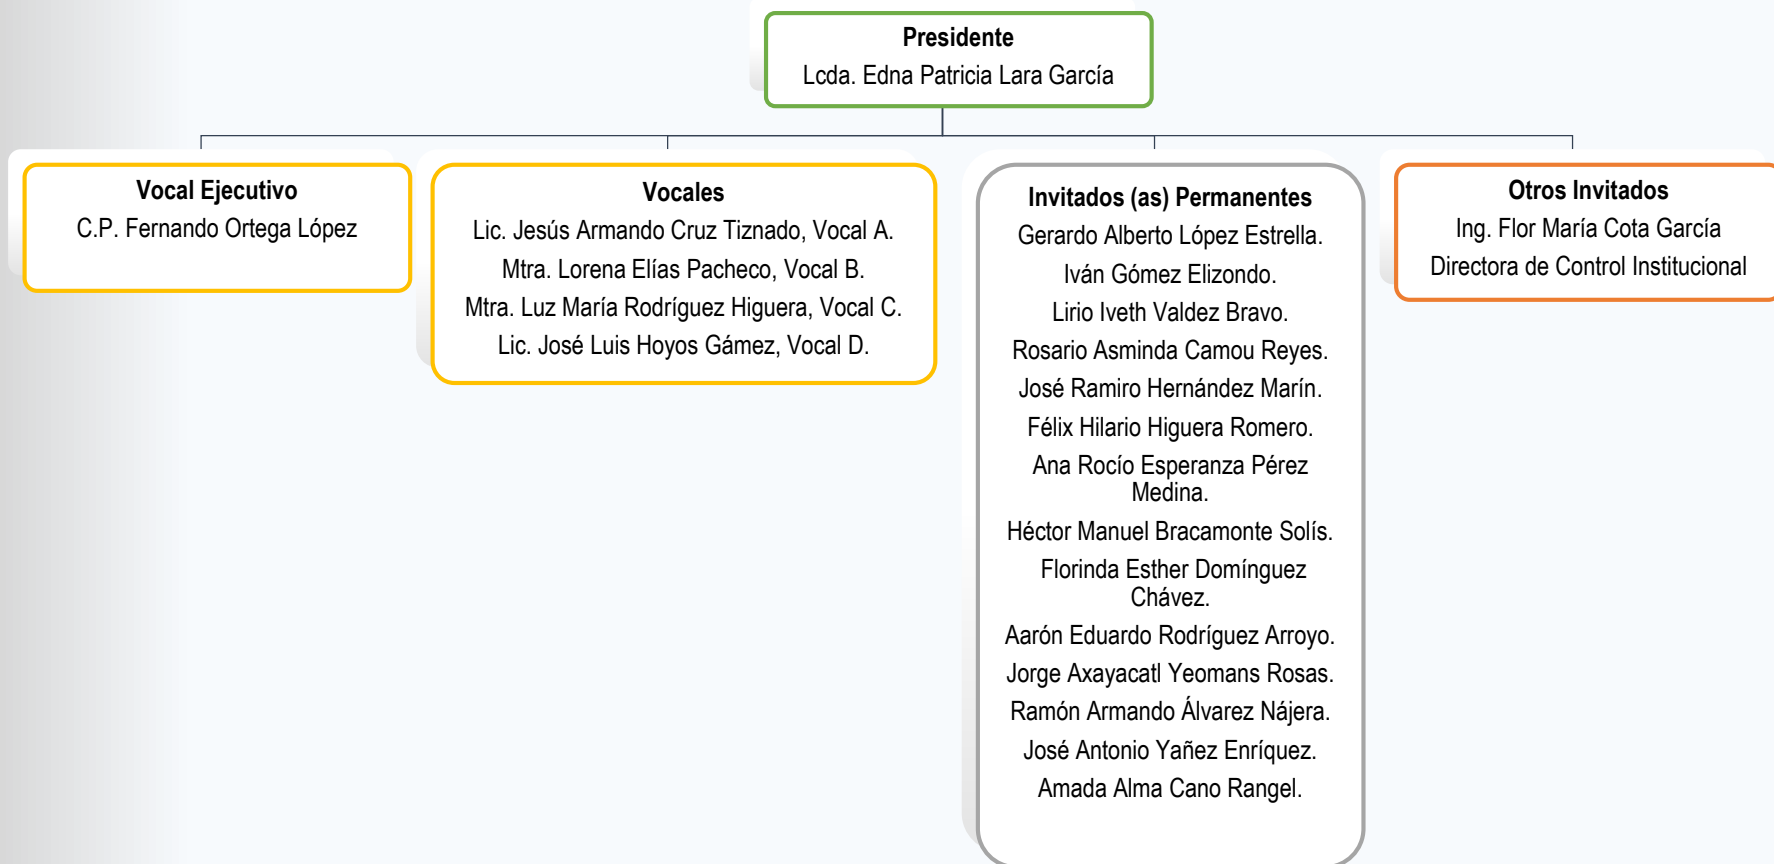 Presidente
Lcda. Edna Patricia Lara García
Vocal Ejecutivo
C.P. Fernando Ortega López
Vocales
Lic. Jesús Armando Cruz Tiznado, Vocal A.
Mtra. Lorena Elías Pacheco, Vocal B.
Mtra. Luz María Rodríguez Higuera, Vocal C.
Lic. José Luis Hoyos Gámez, Vocal D.
Invitados (as) Permanentes
Gerardo Alberto López Estrella.
Iván Gómez Elizondo.
Lirio Iveth Valdez Bravo.
Rosario Asminda Camou Reyes.
José Ramiro Hernández Marín.
Félix Hilario Higuera Romero.
Ana Rocío Esperanza Pérez
Medina.
Héctor Manuel Bracamonte Solís.
Florinda Esther Domínguez
Chávez.
Aarón Eduardo Rodríguez Arroyo.
Jorge Axayacatl Yeomans Rosas.
Ramón Armando Álvarez Nájera.
José Antonio Yañez Enríquez.
Amada Alma Cano Rangel.
Otros Invitados
Ing. Flor María Cota García
Directora de Control Institucional